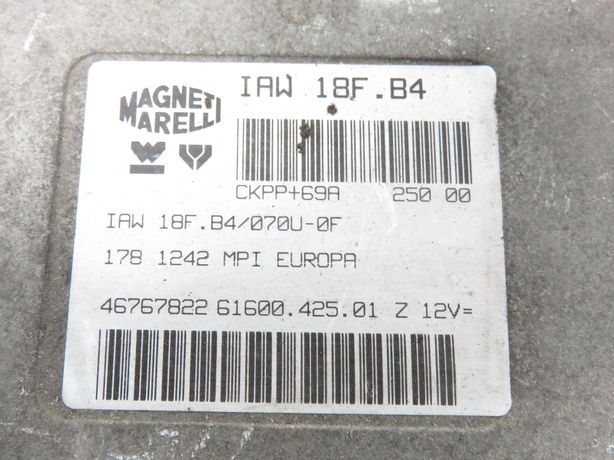 MAGNETI
MARELLI
IAW 18F.B4
CKPP+69A 250 00
IAW 18F.B4/070U-0F
178 1242 MPI EUROPA
46767822 61600.425.01 Z 12V=